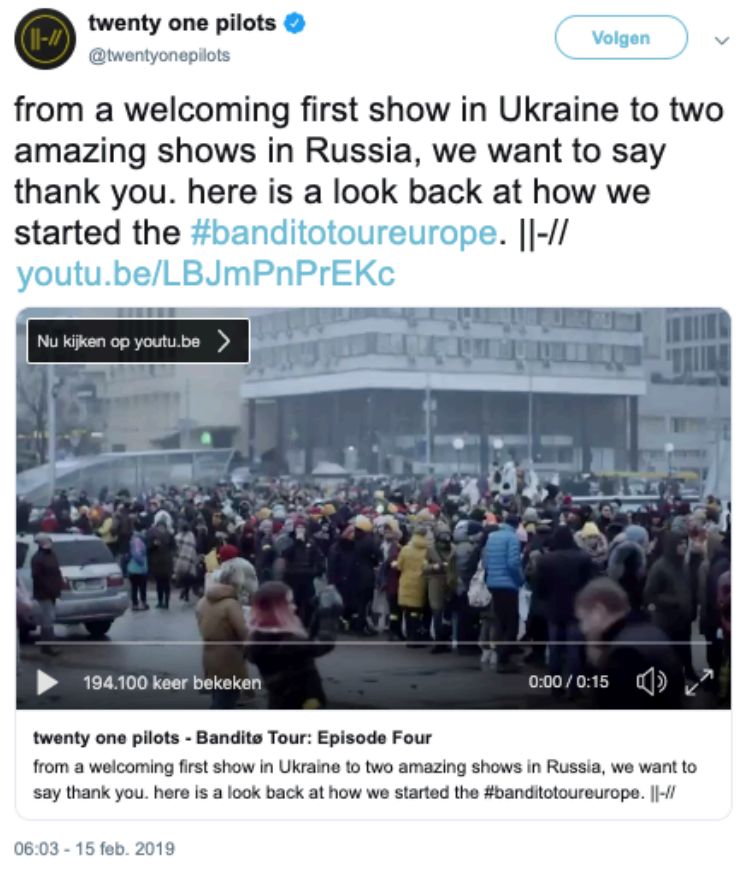 twenty one pilots
@twentyonepilots
Volgen
from a welcoming first show in Ukraine to two
amazing shows in Russia, we want to say
thank you. here is a look back at how we
started the #banditotoureurope. ||-//
youtu.be/LBJmPnPrEKc
Nu kijken op youtu.be
194.100 keer bekeken
0:00 / 0:15
twenty one pilots - Banditø Tour: Episode Four
from a welcoming first show in Ukraine to two amazing shows in Russia, we want to
say thank you. here is a look back at how we started the #banditotoureurope. ||-//
06:03 - 15 feb. 2019